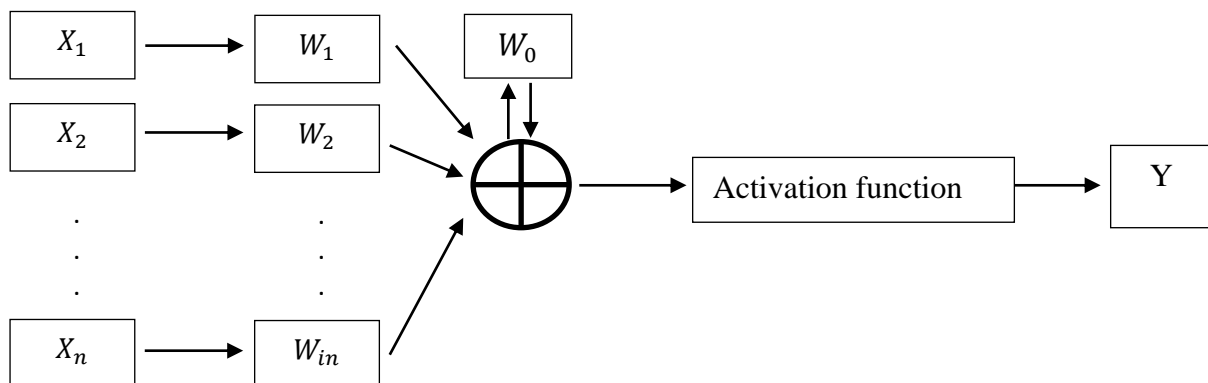 X₁ W₁ W₀
X₂ W₂
Activation function Y
. .
. .
. .
Xₙ Wᵢₙ